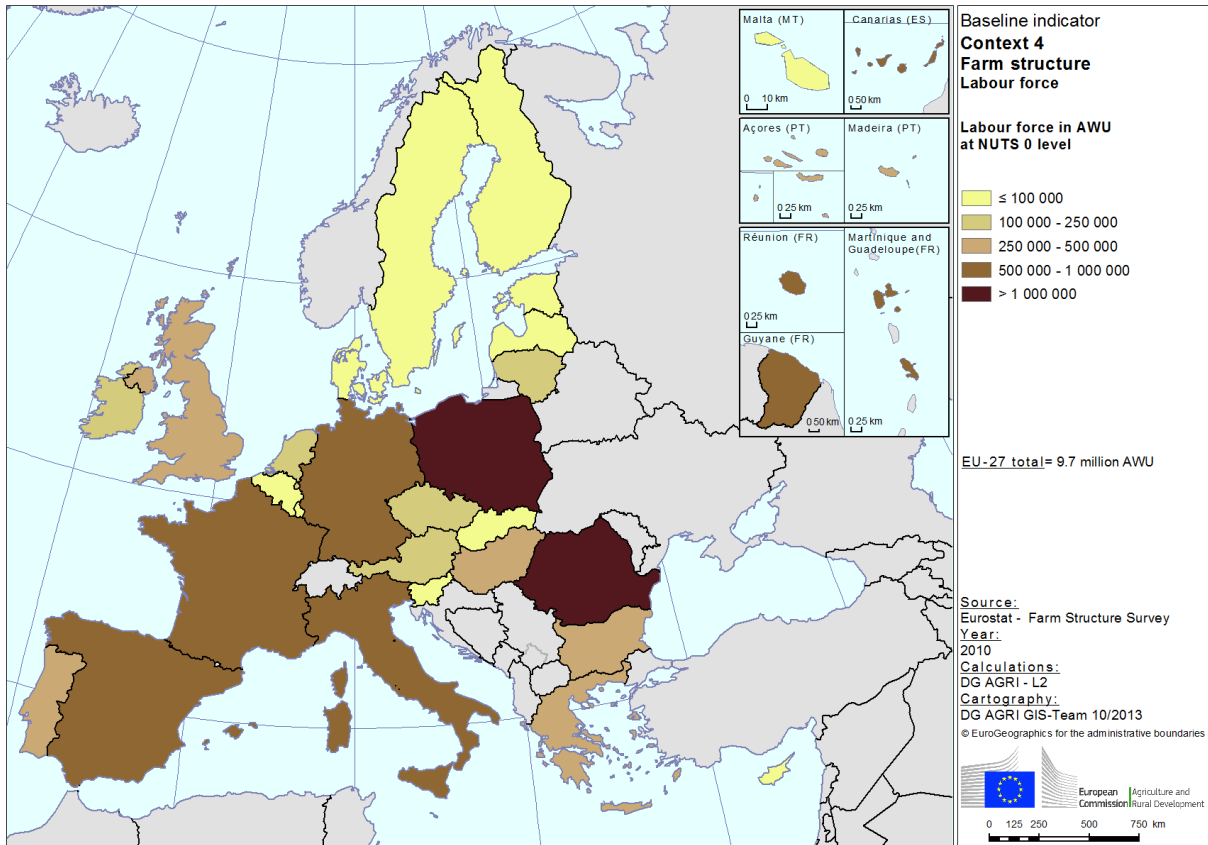 Malta (MT)
0 10 km
Canarias (ES)
0 50 km
Açores (PT)
0 25 km
Madeira (PT)
0 25 km
Réunion (FR)
0 25 km
Martinique and
Guadeloupe(FR)
0 25 km
Guyane (FR)
0 50 km
Baseline indicator
Context 4
Farm structure
Labour force
Labour force in AWU
at NUTS 0 level
≤ 100 000
100 000 - 250 000
250 000 - 500 000
500 000 - 1 000 000
> 1 000 000
EU-27 total= 9.7 million AWU
Source:
Eurostat - Farm Structure Survey
Year:
2010
Calculations:
DG AGRI - L2
Cartography:
DG AGRI GIS-Team 10/2013
© EuroGeographics for the administrative boundaries
European
Commission
Agriculture and
Rural Development
0 125 250 500 750 km